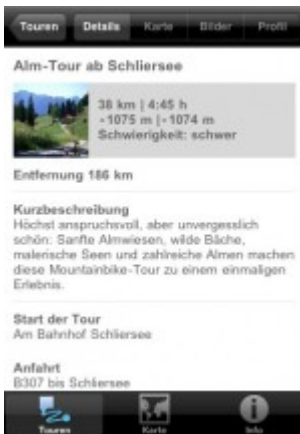 Touren Details Karte Bilder Profil
Alm-Tour ab Schliersee
38 km | 4:45 h
-1075 m |-1074 m
Schwierigkeit: schwer
Entfernung 186 km
Kurzbeschreibung
Höchst anspruchsvoll, aber unvergesslich
schön: Sanfte Almwiesen, wilde Bäche,
malerische Seen und zahlreiche Almen machen
diese Mountainbike-Tour zu einem einmaligen
Erlebnis.
Start der Tour
Am Bahnhof Schliersee
Anfahrt
B307 bis Schliersee
Touren Karte Info